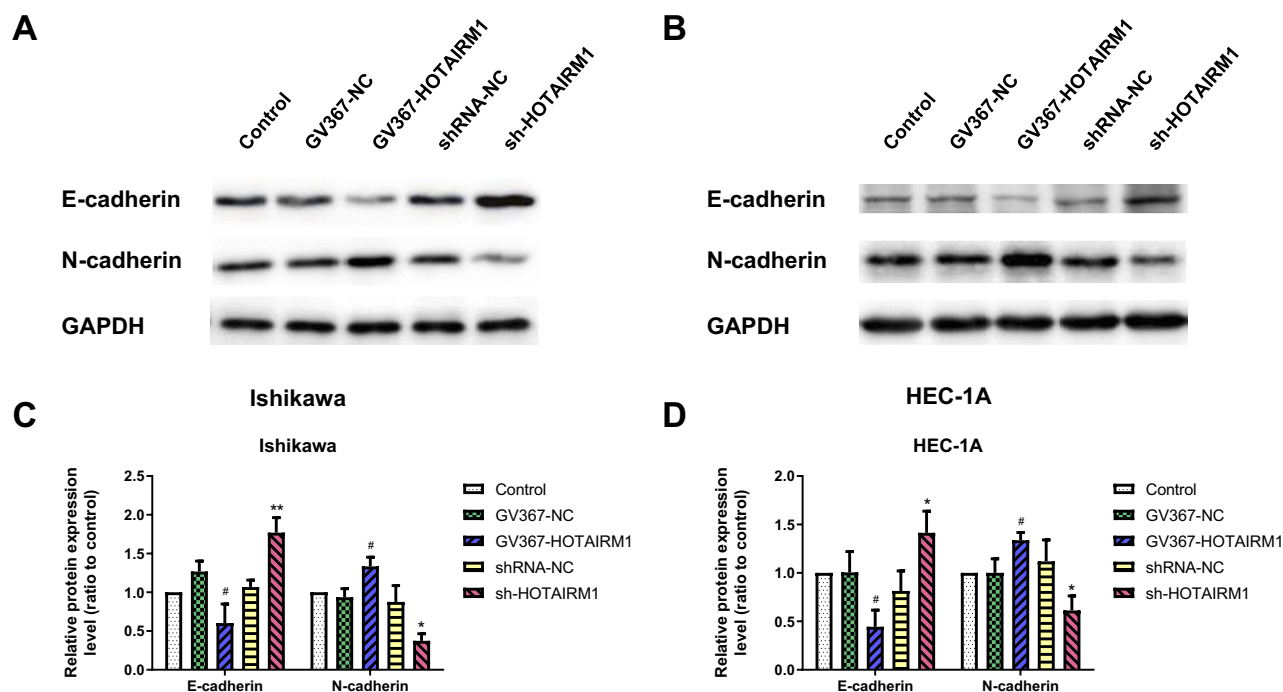 A
Control
GV367-NC
GV367-HOTAIRM1
shRNA-NC
sh-HOTAIRM1
E-cadherin
N-cadherin
GAPDH
Ishikawa
B
Control
GV367-NC
GV367-HOTAIRM1
shRNA-NC
sh-HOTAIRM1
E-cadherin
N-cadherin
GAPDH
HEC-1A
C
Ishikawa
Relative protein expression
level (ratio to control)
2.5
2.0
1.5
1.0
0.5
0.0
#
**
#
*
E-cadherin
N-cadherin
Control
GV367-NC
GV367-HOTAIRM1
shRNA-NC
sh-HOTAIRM1
D
HEC-1A
Relative protein expression
level (ratio to control)
2.0
1.5
1.0
0.5
0.0
#
*
#
*
E-cadherin
N-cadherin
Control
GV367-NC
GV367-HOTAIRM1
shRNA-NC
sh-HOTAIRM1